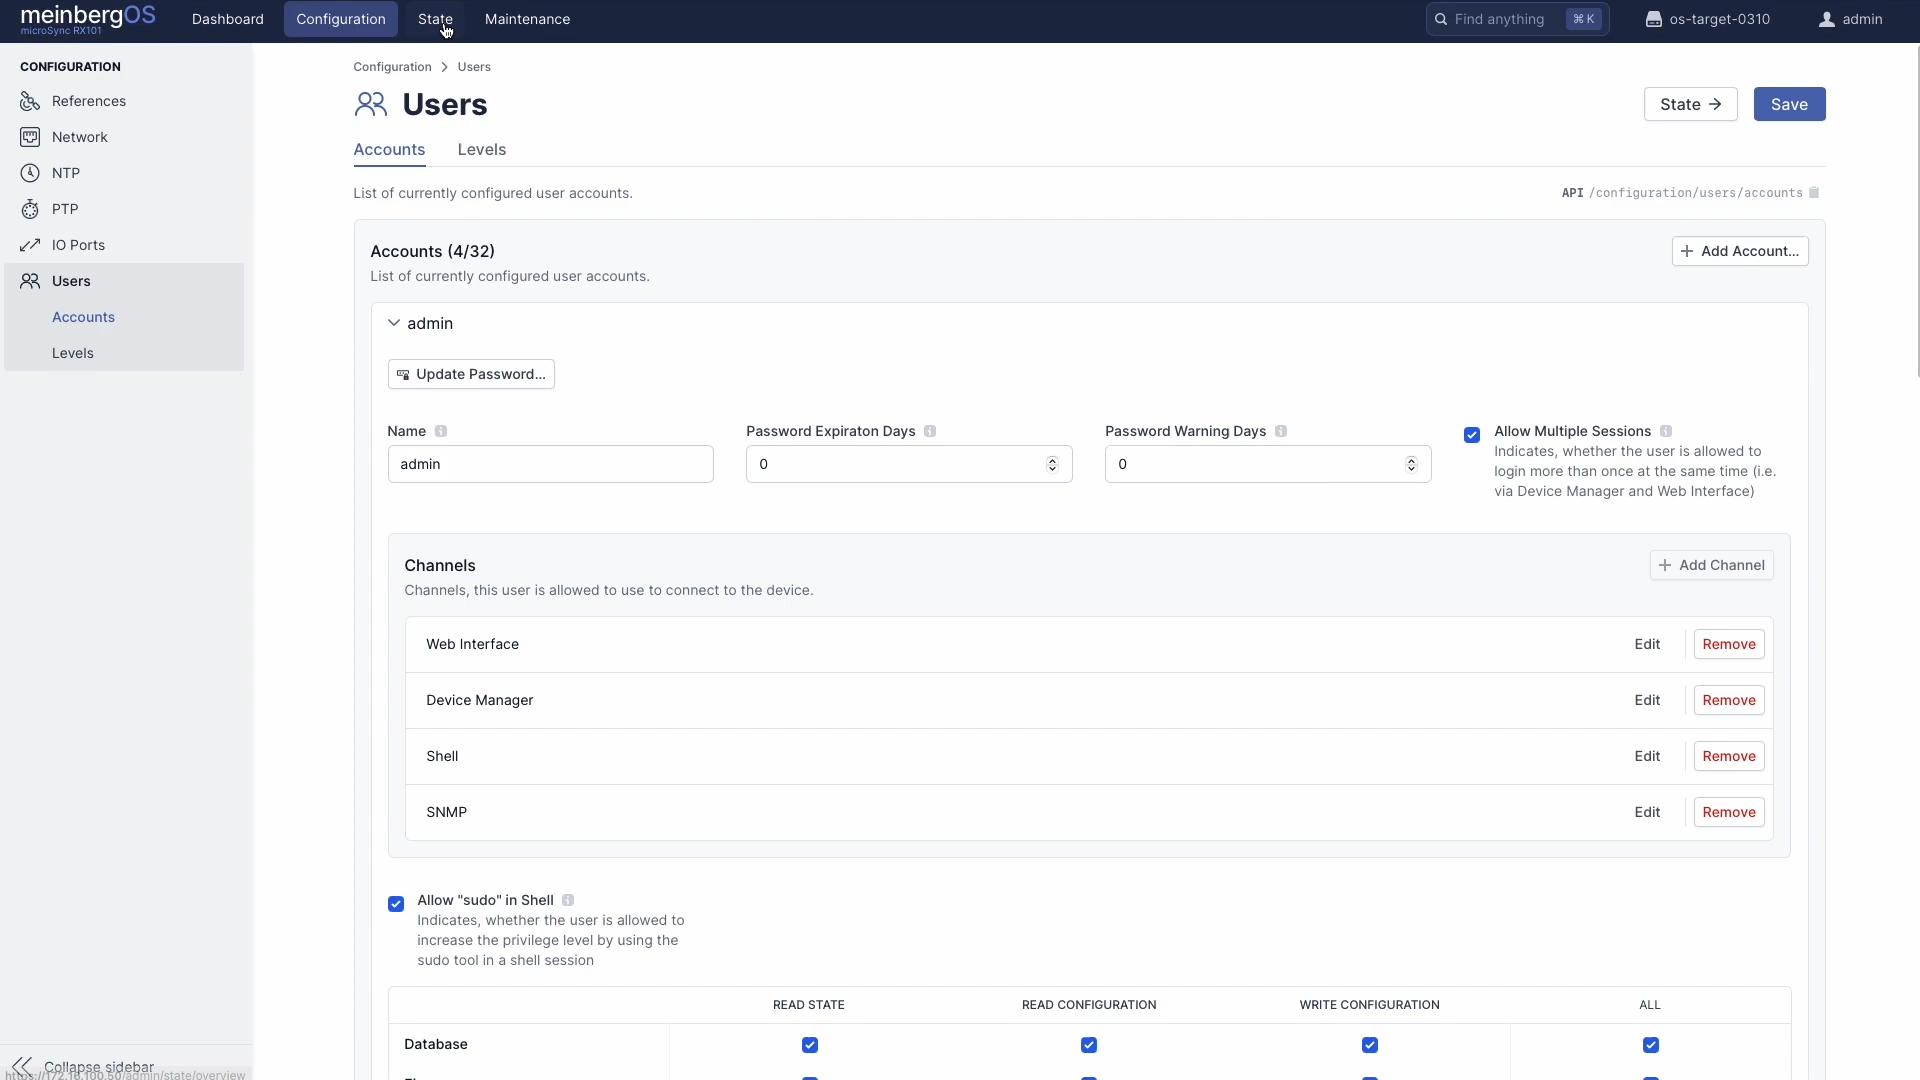 meinbergOS
microSync RX101
Dashboard
Configuration
State
Maintenance
Find anything
⌘ K
os-target-0310
admin
CONFIGURATION
References
Network
NTP
PTP
IO Ports
Users
Accounts
Levels
Collapse sidebar
https://172.16.100.50/admin/state/overview
Configuration > Users
Users
State →
Save
Accounts
Levels
List of currently configured user accounts.
API /configuration/users/accounts
Accounts (4/32)
+ Add Account...
List of currently configured user accounts.
admin
Update Password...
Name
Password Expiraton Days
Password Warning Days
Allow Multiple Sessions
Indicates, whether the user is allowed to
login more than once at the same time (i.e.
via Device Manager and Web Interface)
admin
0
0
Channels
+ Add Channel
Channels, this user is allowed to use to connect to the device.
Web Interface
Edit
Remove
Device Manager
Edit
Remove
Shell
Edit
Remove
SNMP
Edit
Remove
Allow "sudo" in Shell
Indicates, whether the user is allowed to
increase the privilege level by using the
sudo tool in a shell session
READ STATE
READ CONFIGURATION
WRITE CONFIGURATION
ALL
Database